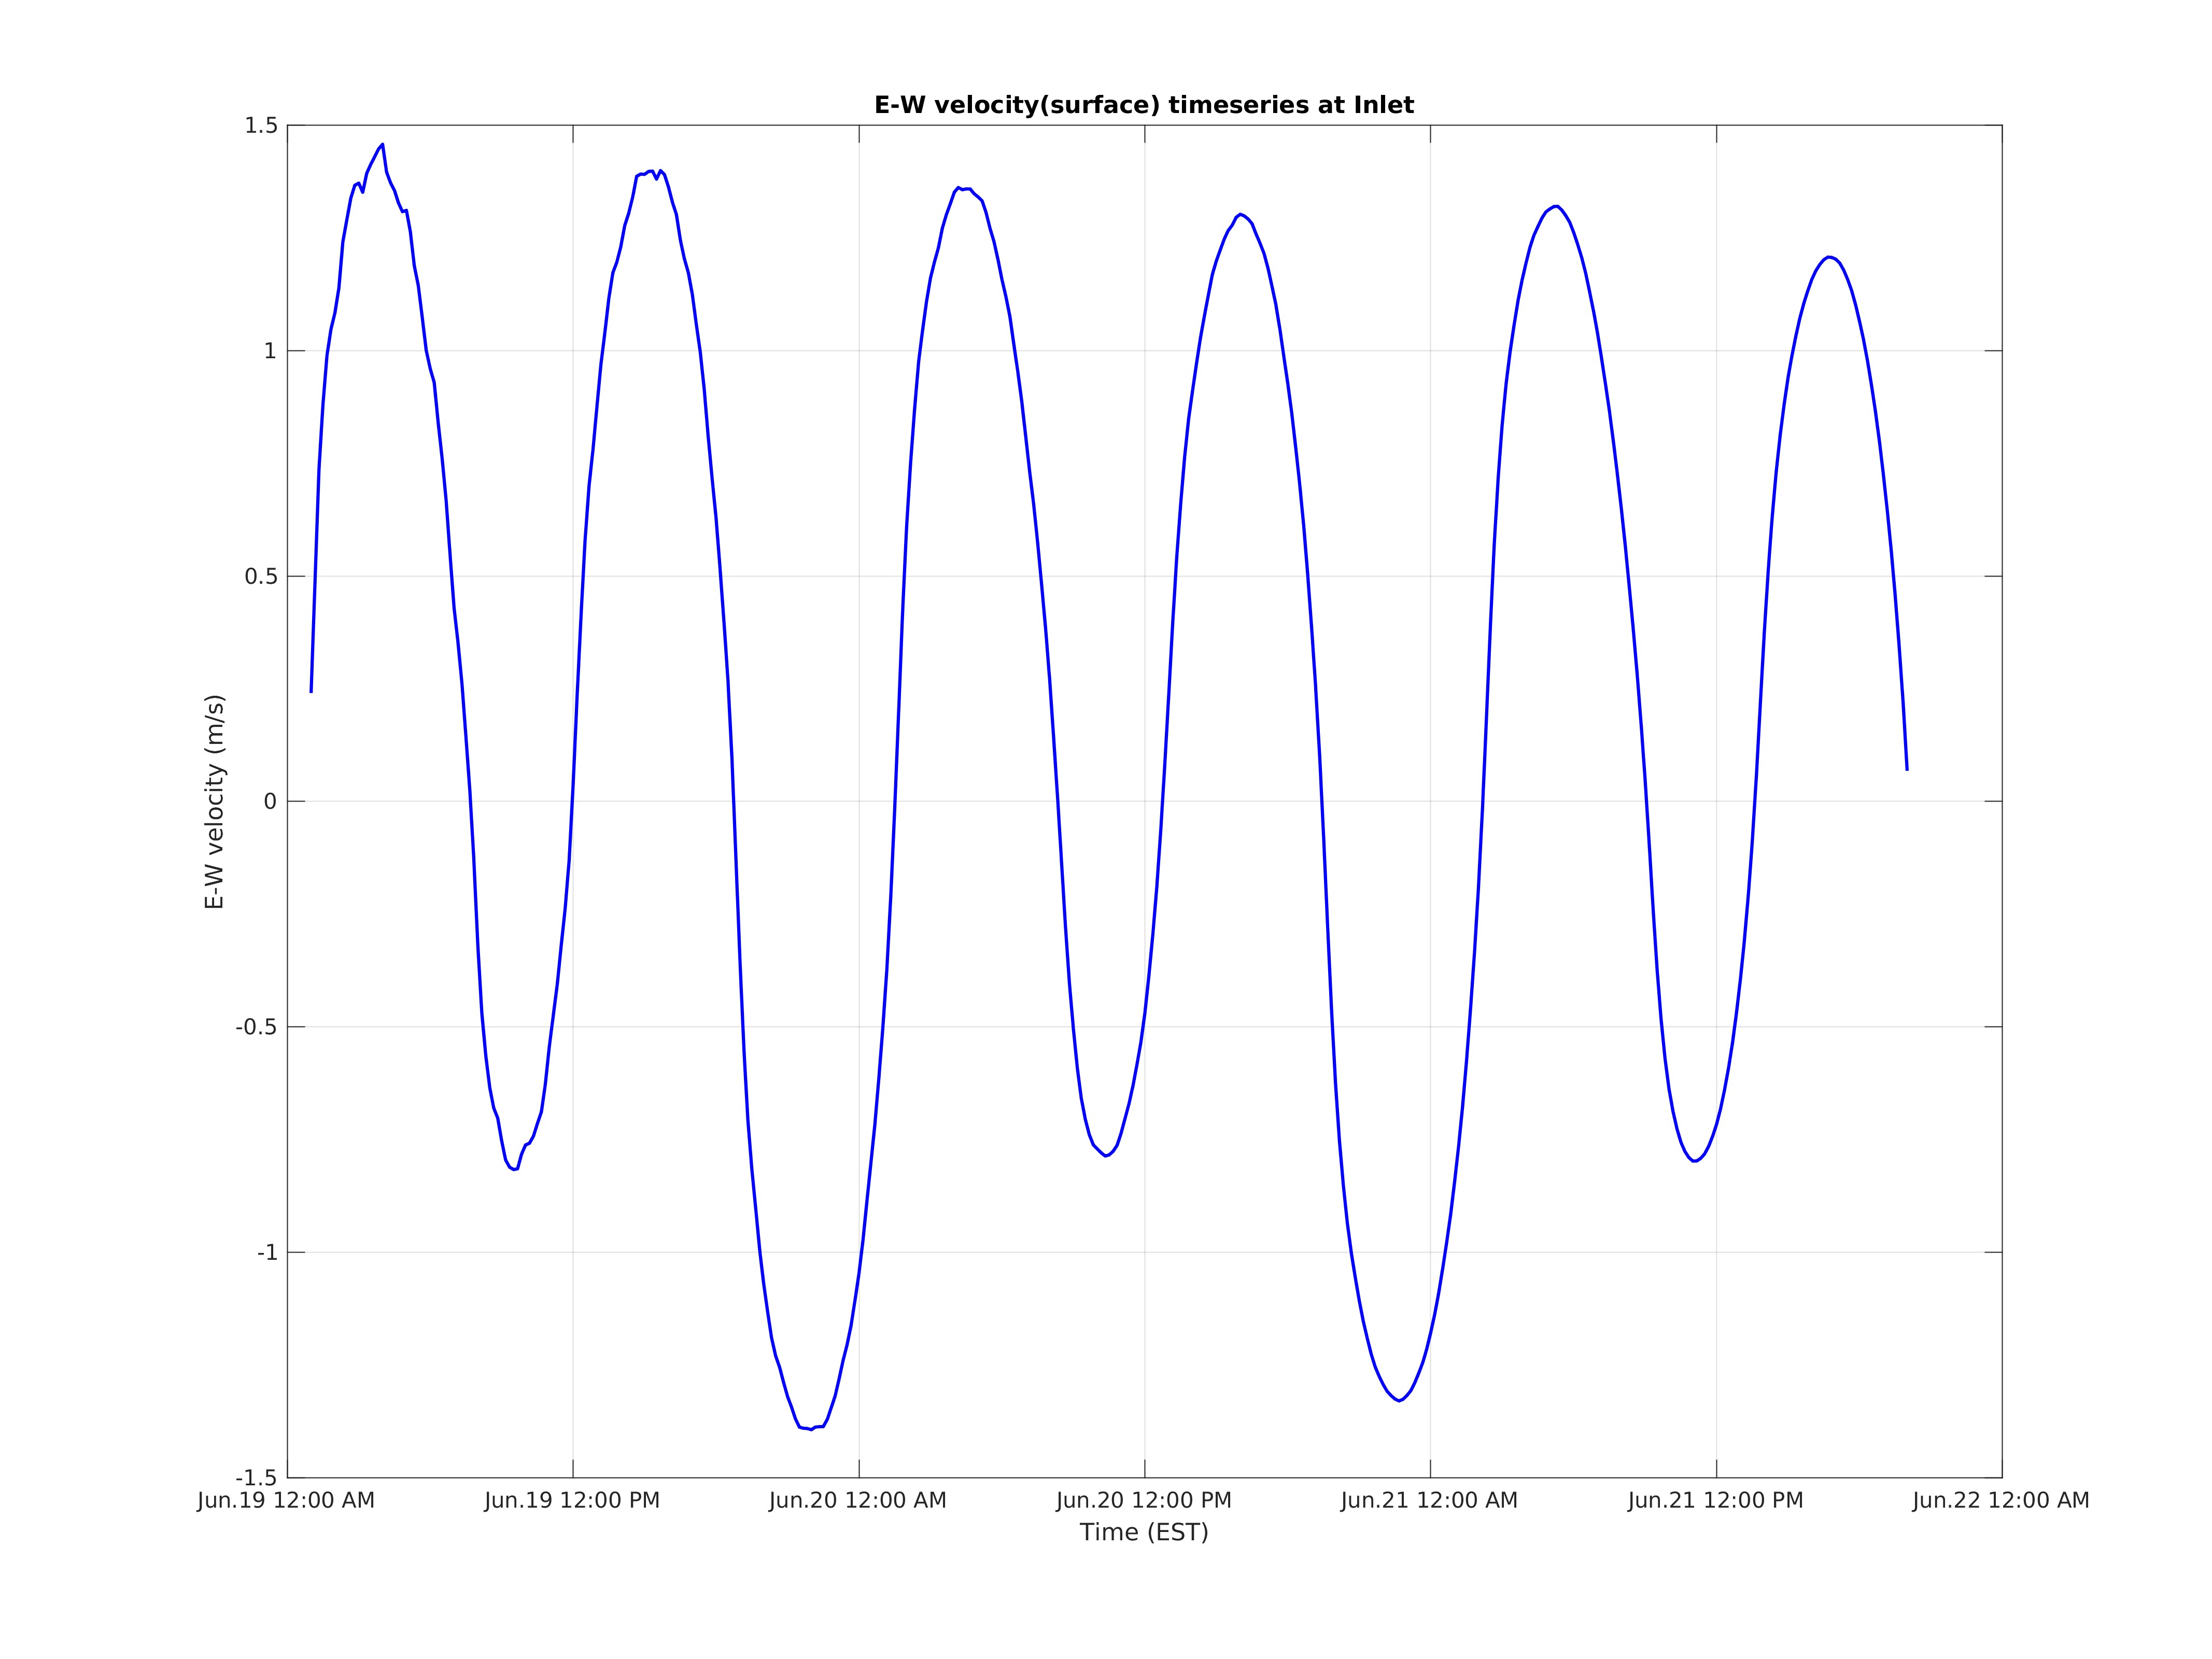 E-W velocity(surface) timeseries at Inlet
1.5
1
0.5
0
-0.5
-1
-1.5
E-W velocity (m/s)
Jun.19 12:00 AM
Jun.19 12:00 PM
Jun.20 12:00 AM
Jun.20 12:00 PM
Jun.21 12:00 AM
Jun.21 12:00 PM
Jun.22 12:00 AM
Time (EST)